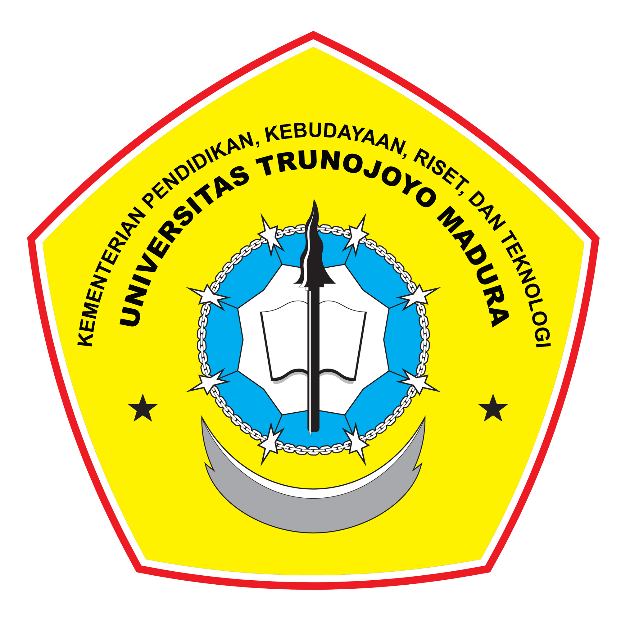 KEMENTERIAN PENDIDIKAN, KEBUDAYAAN, RISET, DAN TEKNOLOGI
UNIVERSITAS TRUNOJOYO MADURA